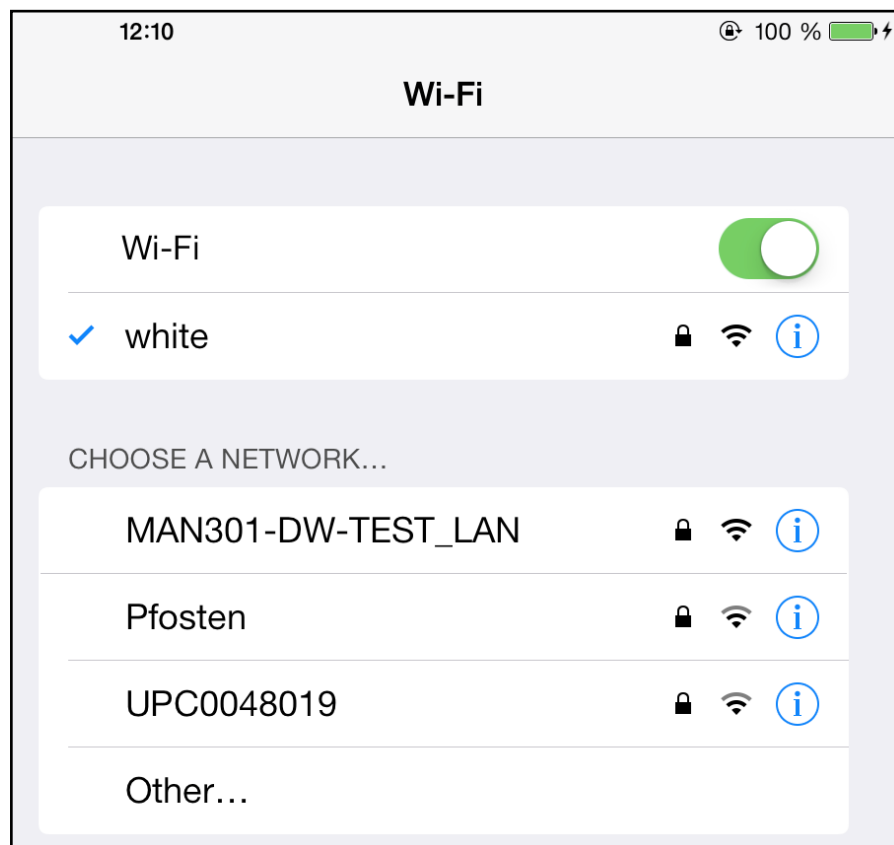 12:10 100 %
Wi-Fi
Wi-Fi
white
CHOOSE A NETWORK...
MAN301-DW-TEST_LAN
Pfosten
UPC0048019
Other...